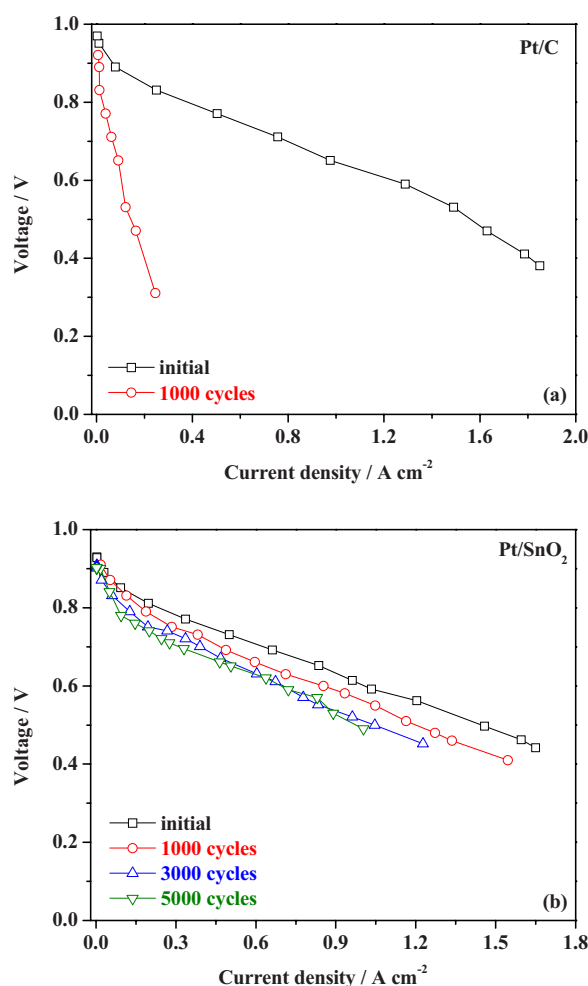 Pt/C
1.0
0.8
0.6
0.4
0.2
0.0
Voltage / V
initial
1000 cycles
(a)
0.0 0.4 0.8 1.2 1.6 2.0
Current density / A cm⁻²
Pt/SnO₂
1.0
0.8
0.6
0.4
0.2
0.0
Voltage / V
initial
1000 cycles
3000 cycles
5000 cycles
(b)
0.0 0.3 0.6 0.9 1.2 1.5 1.8
Current density / A cm⁻²